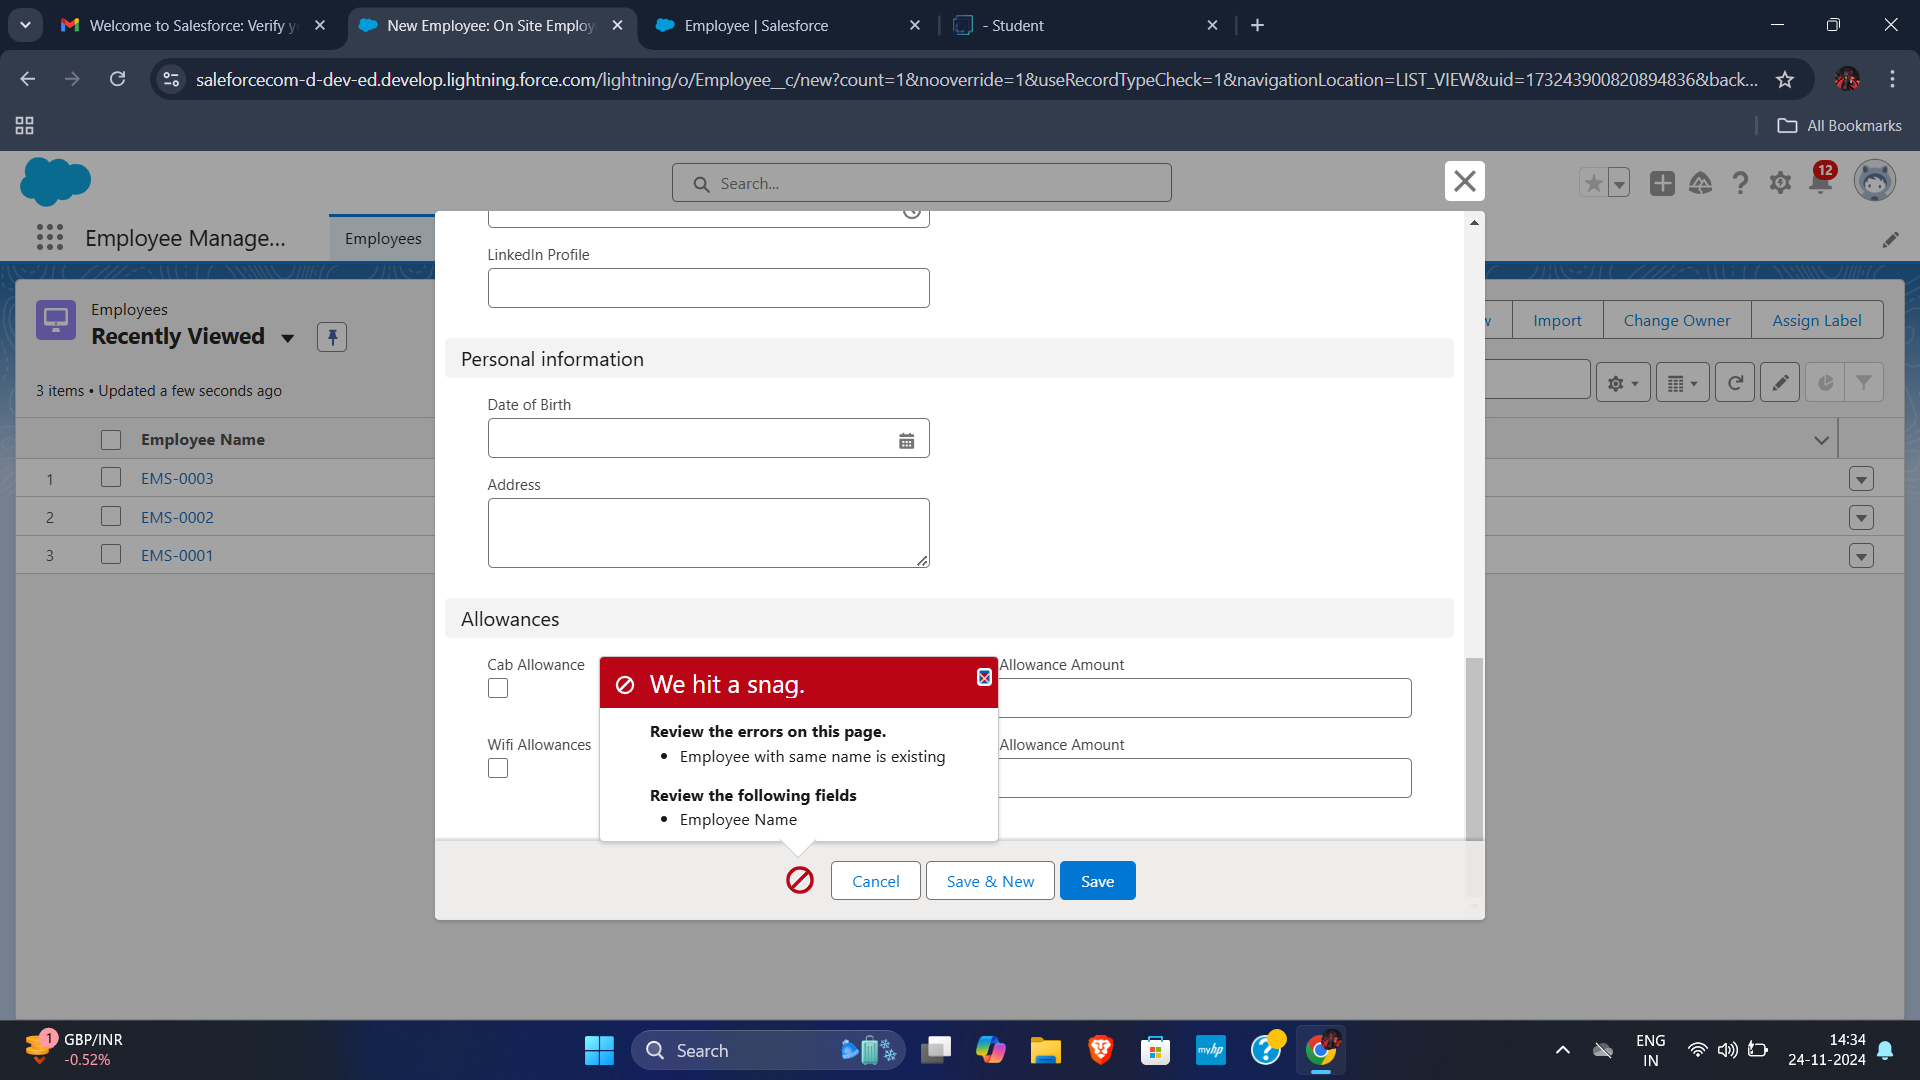 Welcome to Salesforce: Verify y
New Employee: On Site Employ
Employee | Salesforce
- Student
saleforcecom-d-dev-ed.develop.lightning.force.com/lightning/o/Employee__c/new?count=1&nooverride=1&useRecordTypeCheck=1&navigationLocation=LIST_VIEW&uid=173243900820894836&back...
All Bookmarks
Search...
12
Employee Manage...
Employees
LinkedIn Profile
Employees
Recently Viewed
Import
Change Owner
Assign Label
Personal information
3 items • Updated a few seconds ago
Date of Birth
Employee Name
1 EMS-0003
Address
2 EMS-0002
3 EMS-0001
Allowances
Cab Allowance
Allowance Amount
We hit a snag.
Review the errors on this page.
Employee with same name is existing
Wifi Allowances
Allowance Amount
Review the following fields
Employee Name
Cancel
Save & New
Save
1
GBP/INR
-0.52%
Search
myhp
ENG
IN
14:34
24-11-2024